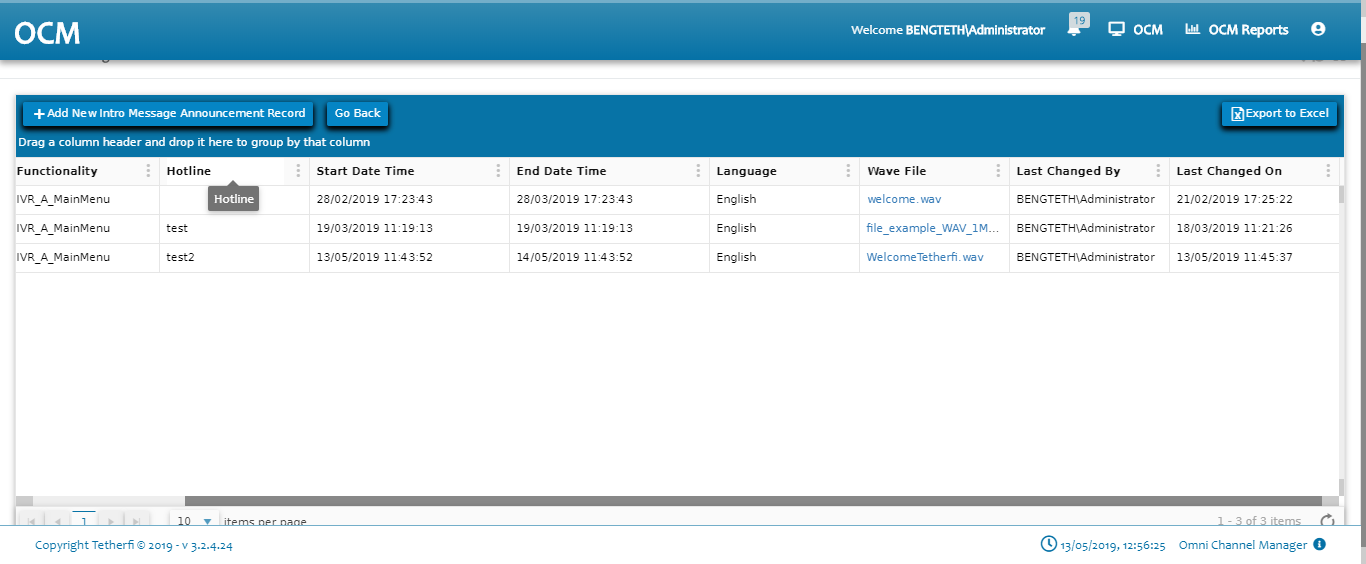 OCM
Welcome BENGTETH\Administrator 19 OCM OCM Reports
+Add New Intro Message Announcement Record Go Back Export to Excel
Drag a column header and drop it here to group by that column
Functionality Hotline Start Date Time End Date Time Language Wave File Last Changed By Last Changed On
IVR_A_MainMenu 28/02/2019 17:23:43 28/03/2019 17:23:43 English welcome.wav BENGTETH\Administrator 21/02/2019 17:25:22
Hotline
IVR_A_MainMenu test 19/03/2019 11:19:13 19/03/2019 11:19:13 English file_example_WAV_1M... BENGTETH\Administrator 18/03/2019 11:21:26
IVR_A_MainMenu test2 13/05/2019 11:43:52 14/05/2019 11:43:52 English WelcomeTetherfi.wav BENGTETH\Administrator 13/05/2019 11:45:37
1 10 items per page 1 - 3 of 3 items
Copyright Tetherfi © 2019 - v 3.2.4.24 13/05/2019, 12:56:25 Omni Channel Manager